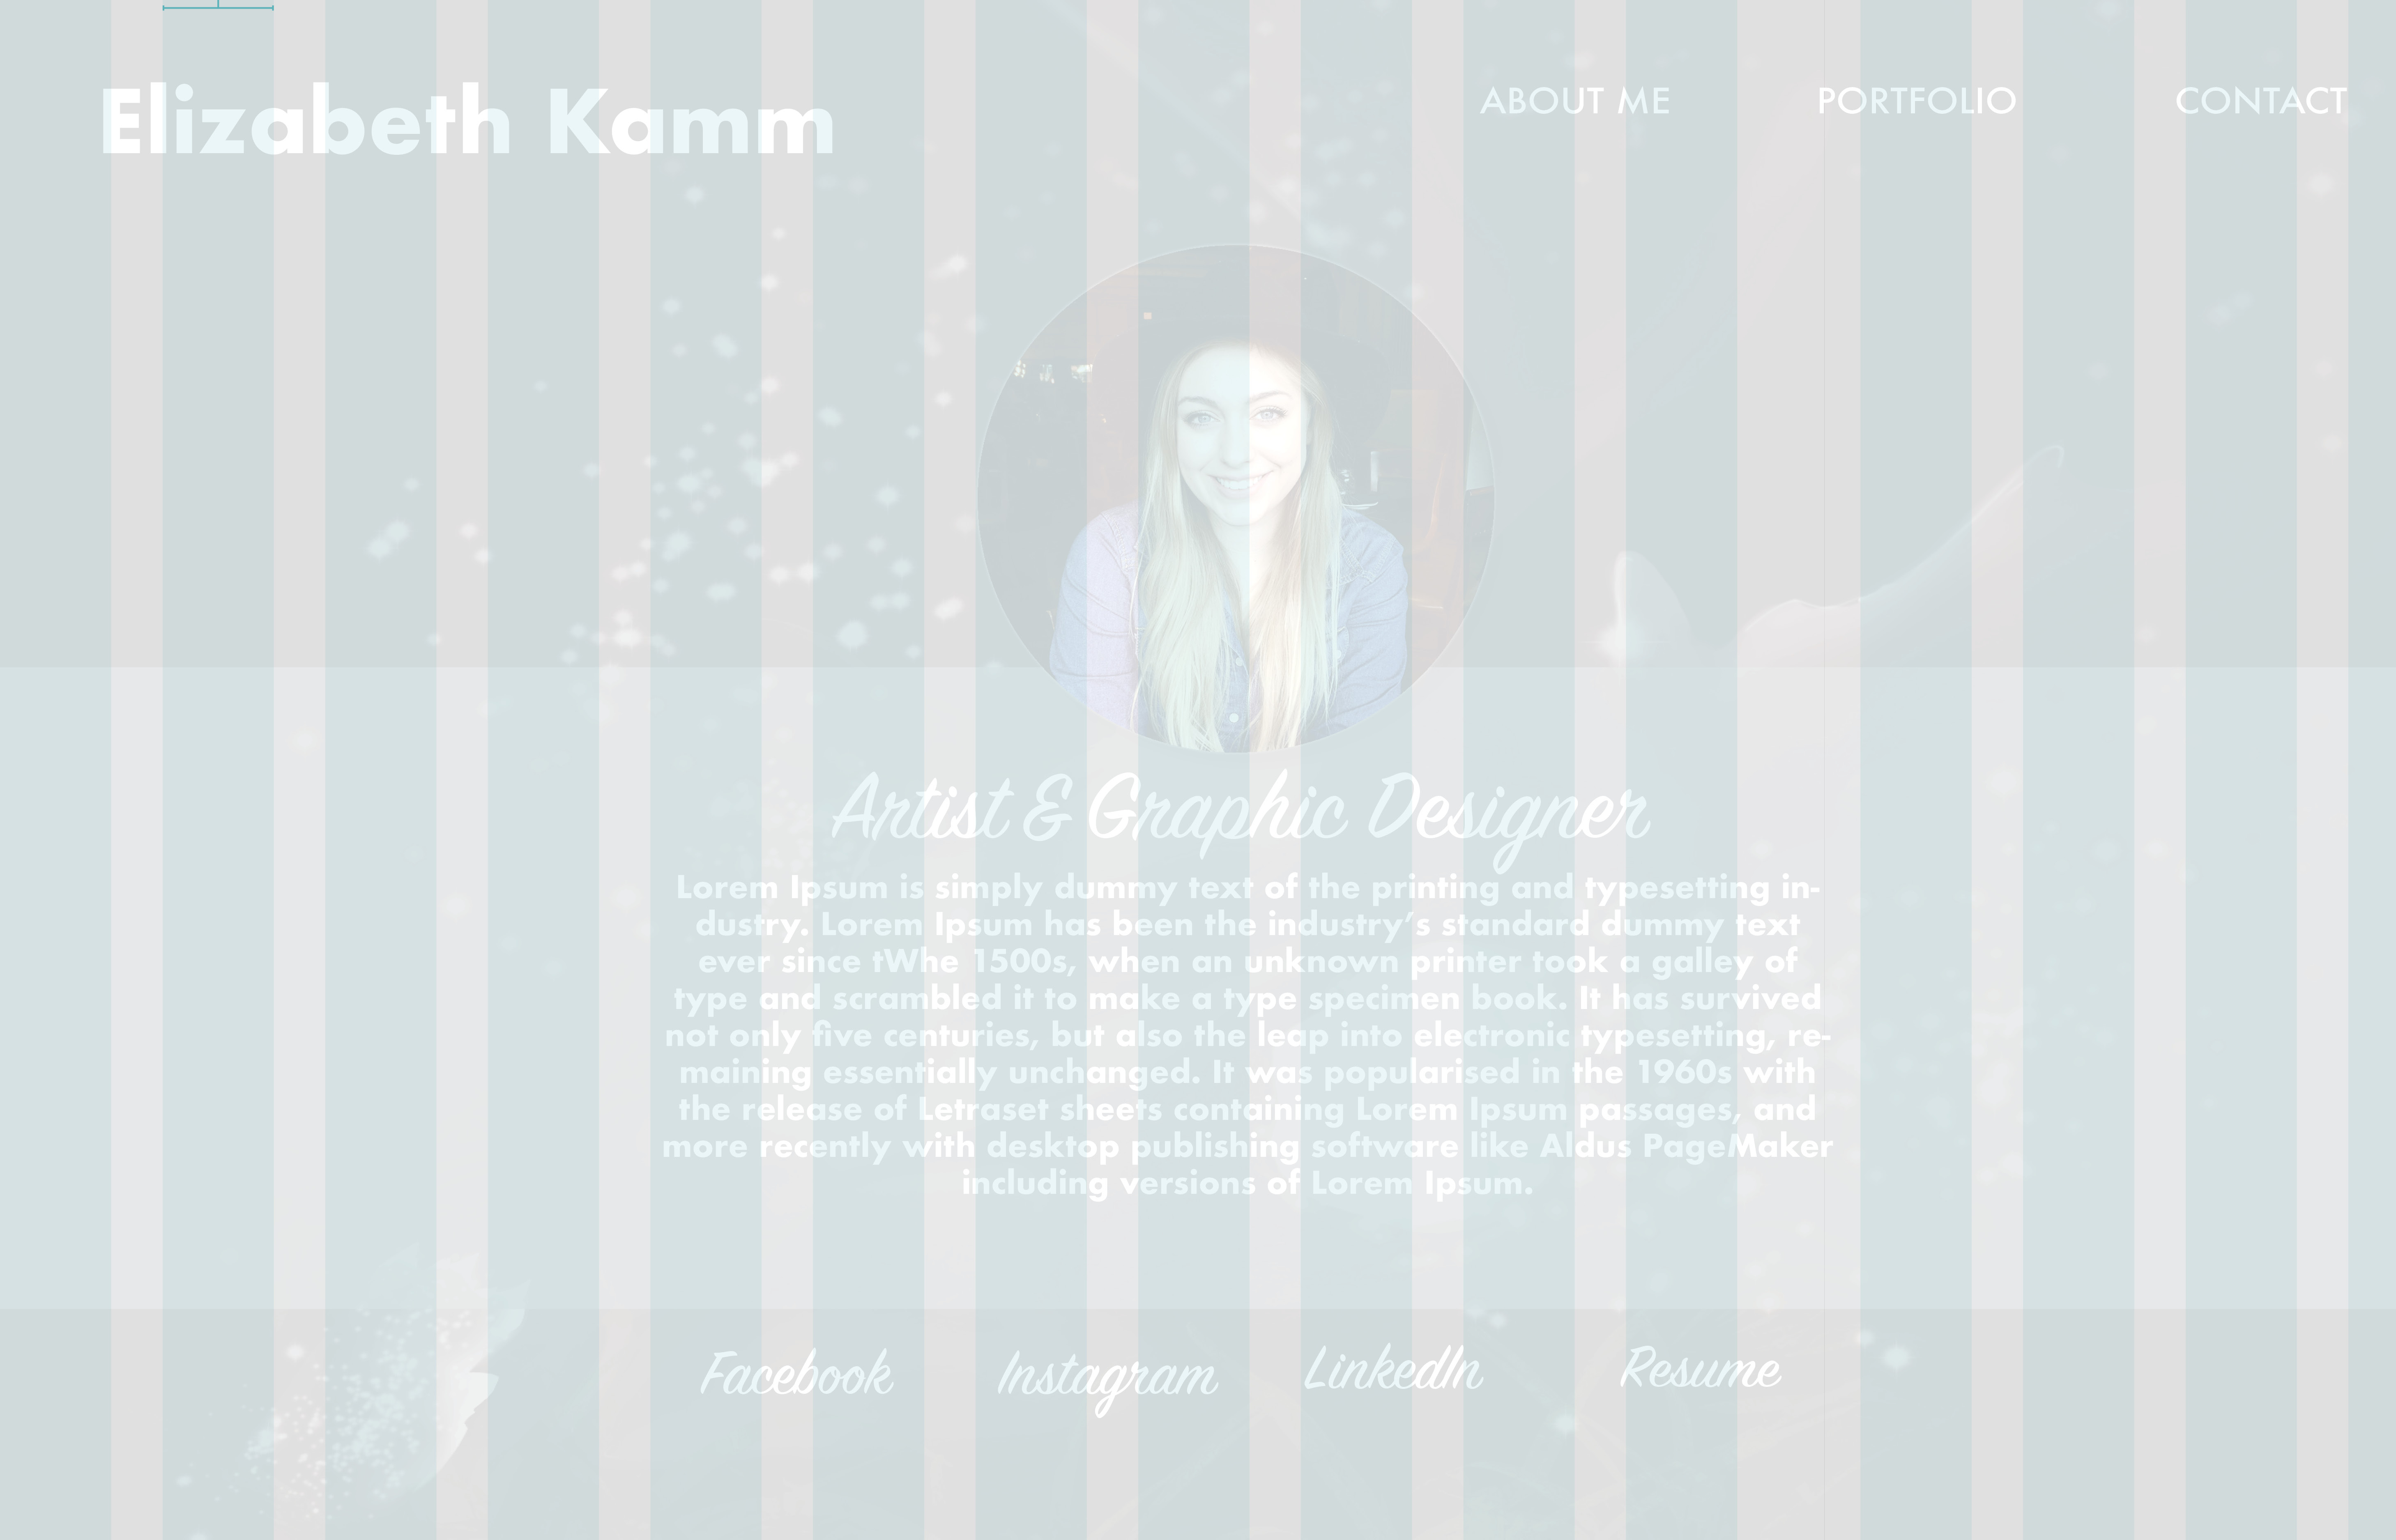 Elizabeth Kamm
ABOUT ME
PORTFOLIO
CONTACT
Artist & Graphic Designer
Lorem Ipsum is simply dummy text of the printing and typesetting in-
dustry. Lorem Ipsum has been the industry’s standard dummy text
ever since tWhe 1500s, when an unknown printer took a galley of
type and scrambled it to make a type specimen book. It has survived
not only five centuries, but also the leap into electronic typesetting, re-
maining essentially unchanged. It was popularised in the 1960s with
the release of Letraset sheets containing Lorem Ipsum passages, and
more recently with desktop publishing software like Aldus PageMaker
including versions of Lorem Ipsum.
Facebook
Instagram
LinkedIn
Resume